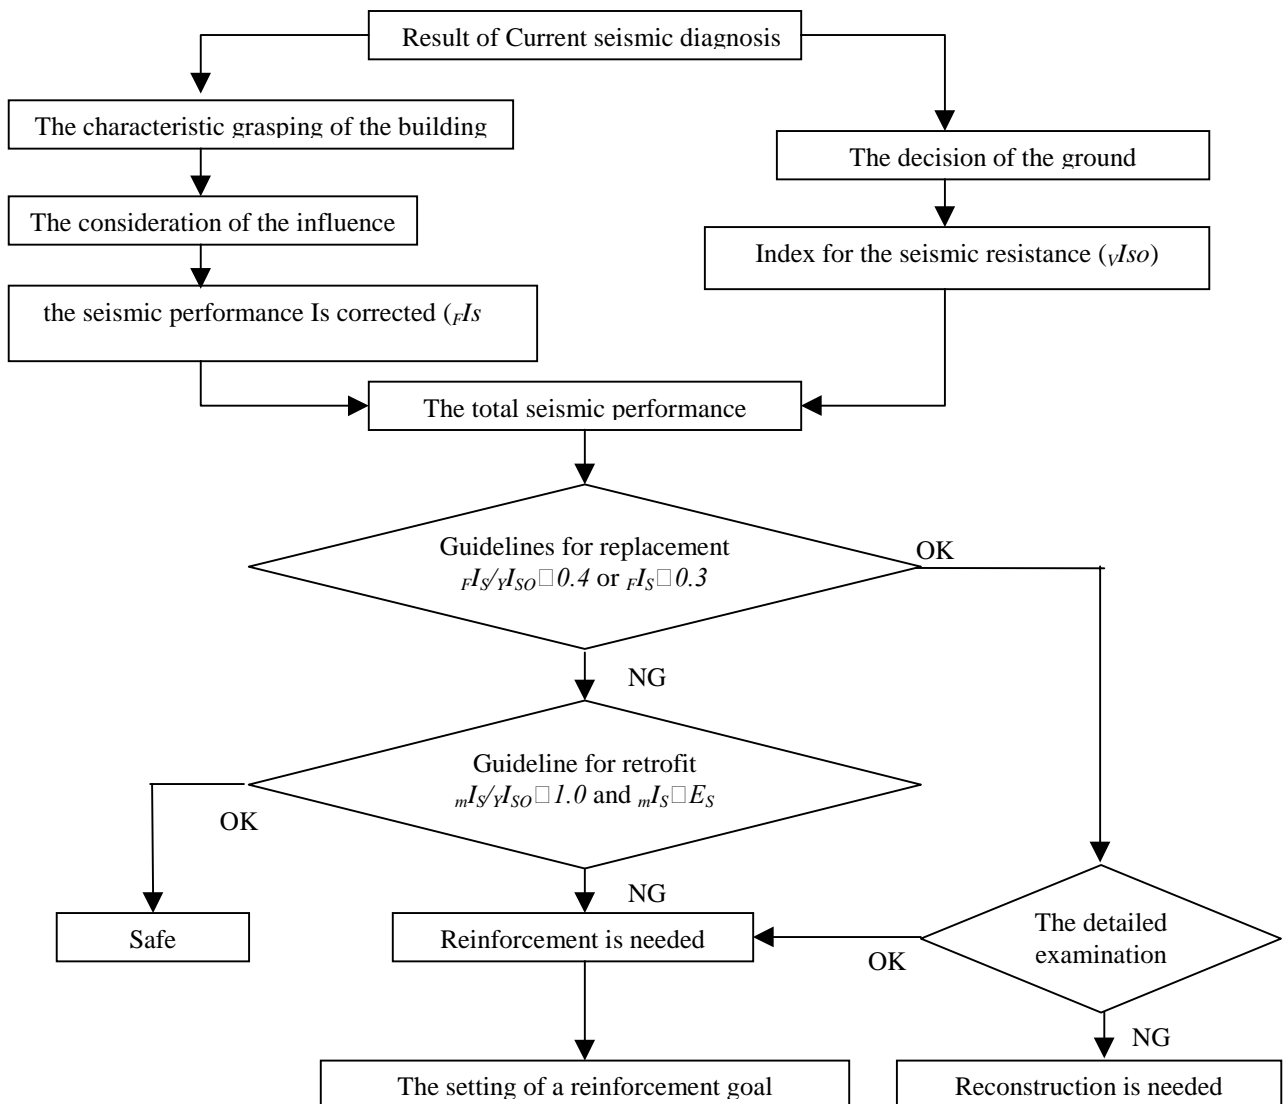 Result of Current seismic diagnosis
The characteristic grasping of the building
The decision of the ground
The consideration of the influence
Index for the seismic resistance (VIso)
the seismic performance Is corrected (FIs
The total seismic performance
Guidelines for replacement
FIS/YISO□0.4 or FIS□0.3
OK
NG
Guideline for retrofit
mIS/YISO□1.0 and mIS□ES
OK
NG
Safe
Reinforcement is needed
OK
The detailed
examination
NG
The setting of a reinforcement goal
Reconstruction is needed